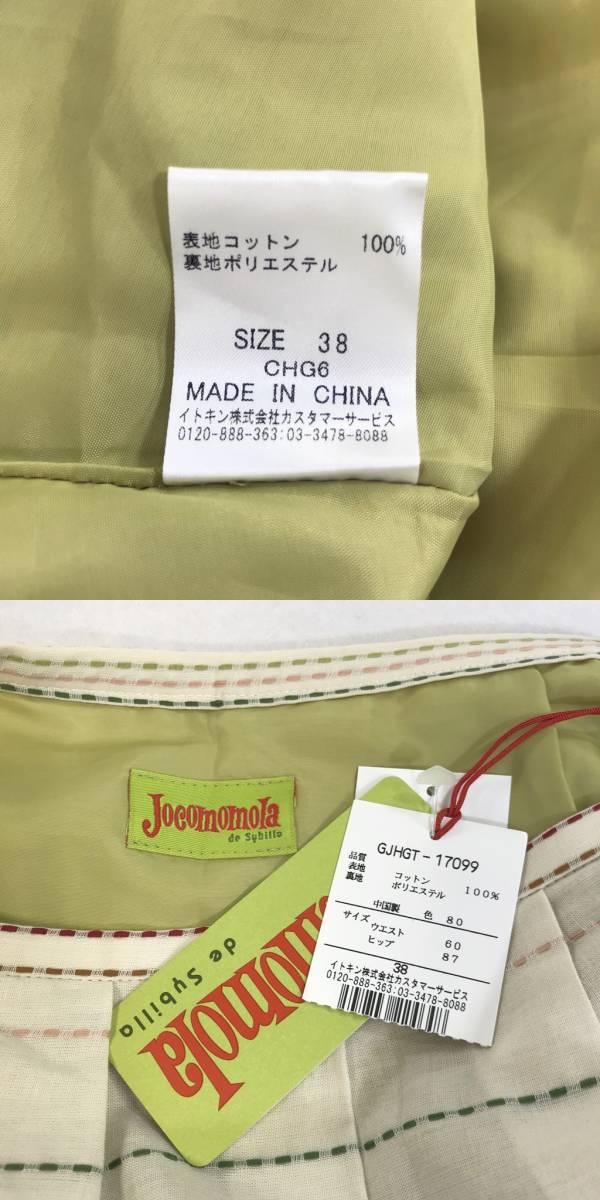 表地コットン 100%
裏地ポリエステル
SIZE 38
CHG6
MADE IN CHINA
イトキン株式会社カスタマーサービス
0120-888-363:03-3478-8088
Jocomomola
de Sybilla
momola
de Sybilla
GJHGT-17099
品質
表地 コットン 100%
裏地 ポリエステル
中国製 色 80
サイズ ウエスト 60
ヒップ 87
38
イトキン株式会社カスタマーサービス
0120-888-363:03-3478-8088